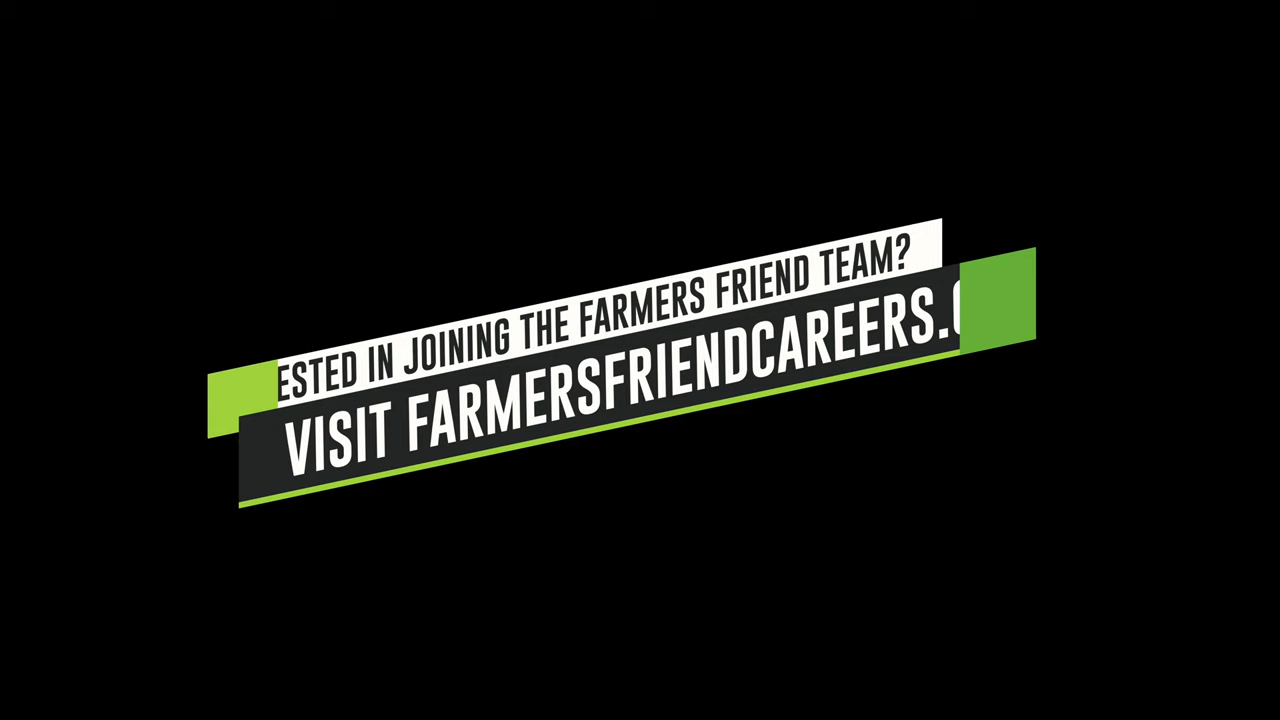 ESTED IN JOINING THE FARMERS FRIEND TEAM?
VISIT FARMERSFRIENDCAREERS.